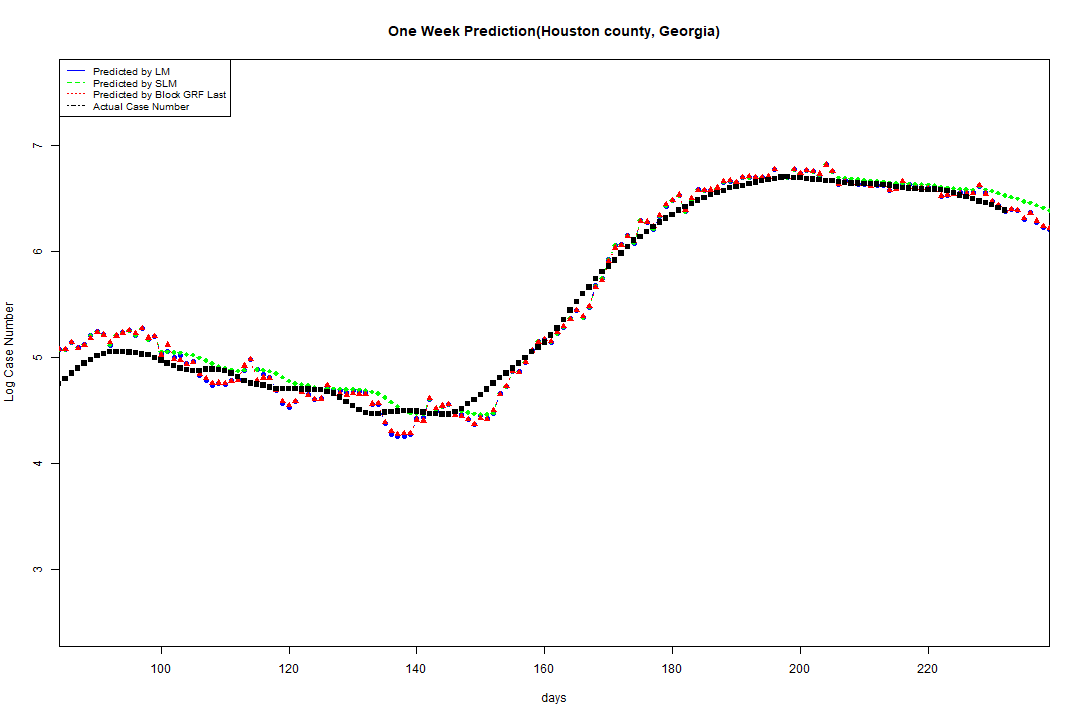 One Week Prediction(Houston county, Georgia)
Predicted by LM
Predicted by SLM
Predicted by Block GRF Last
Actual Case Number
7
6
5
4
3
Log Case Number
100 120 140 160 180 200 220
days